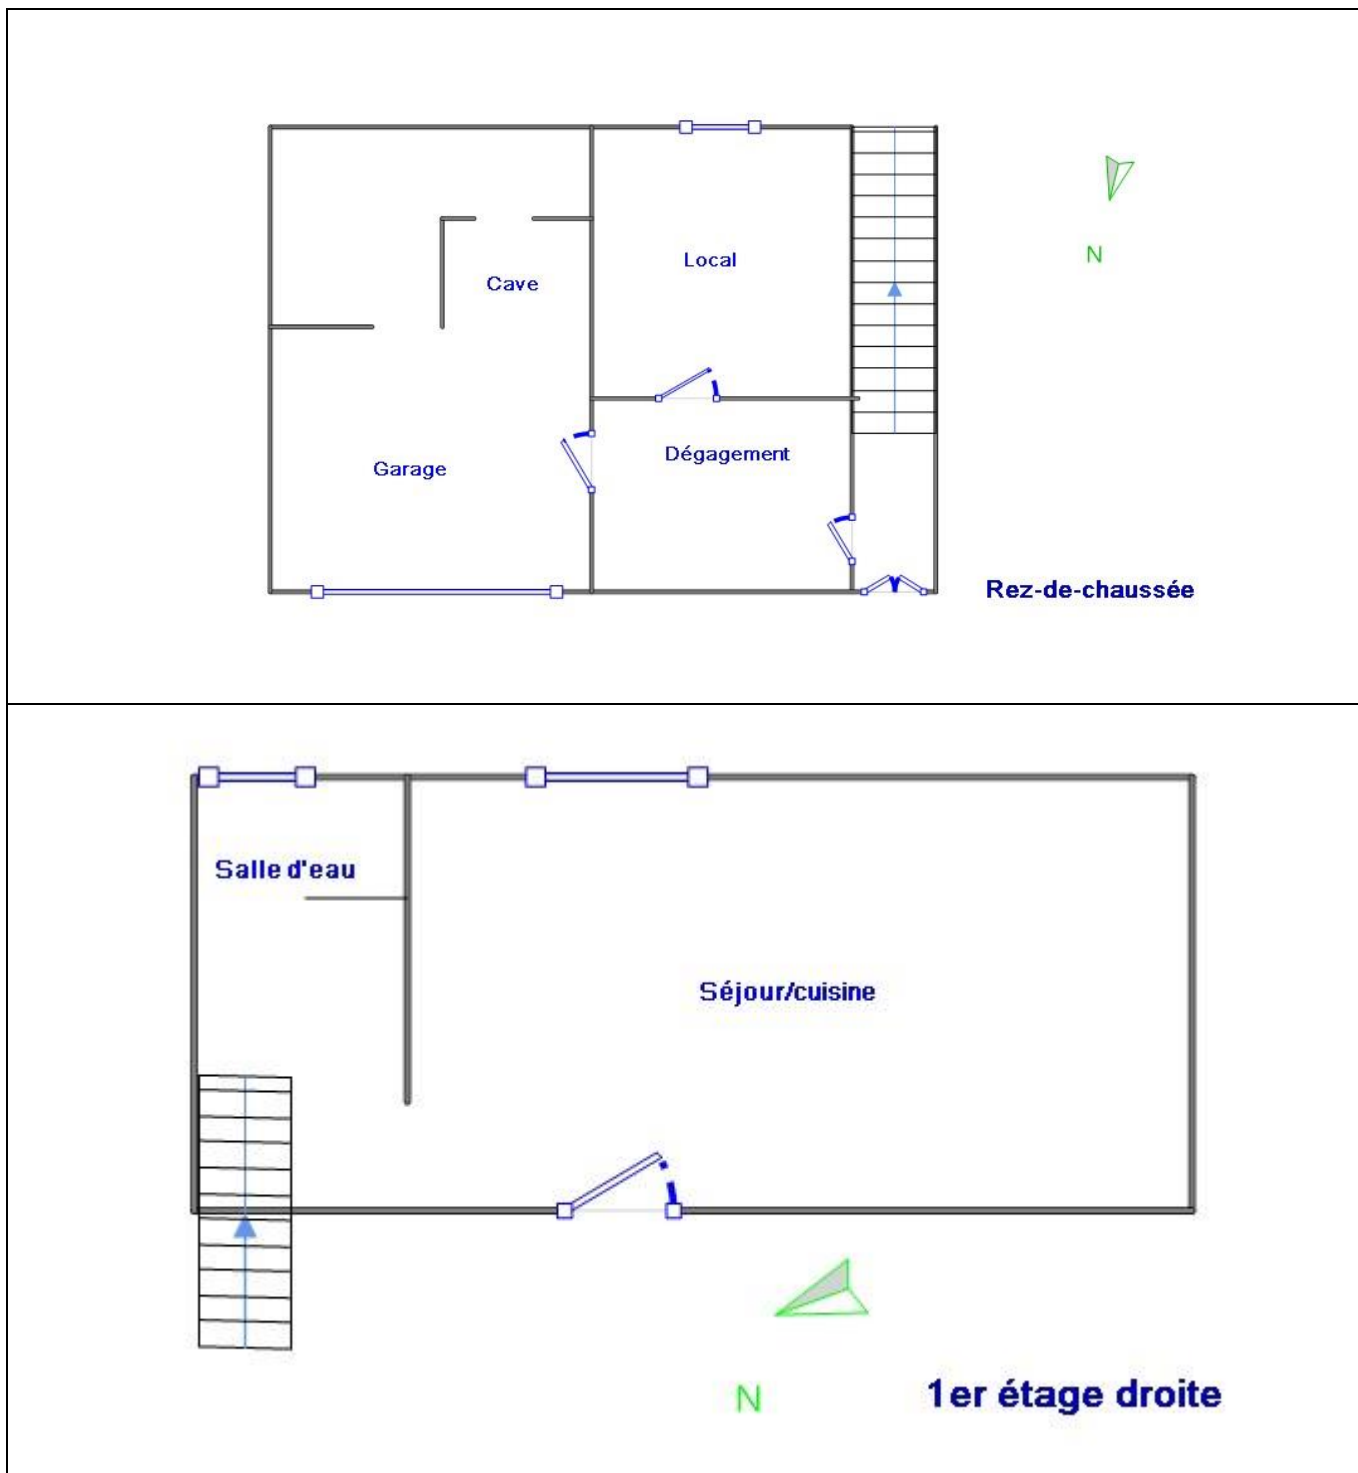 Local
N
Cave
Dégagement
Garage
Rez-de-chaussée
Salle d'eau
Séjour/cuisine
N
1er étage droite